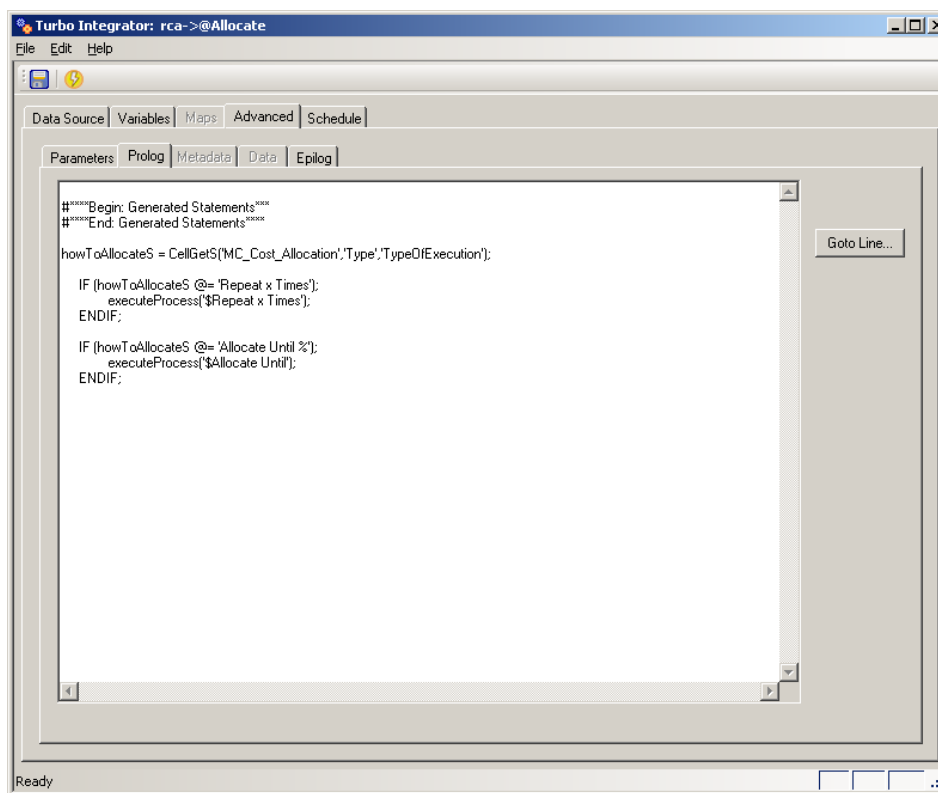 Turbo Integrator: rca->@Allocate
File Edit Help
Data Source Variables Maps Advanced Schedule
Parameters Prolog Metadata Data Epilog
#****Begin: Generated Statements***
#****End: Generated Statements****
howToAllocateS = CellGetS('MC_Cost_Allocation','Type','TypeOfExecution');
Goto Line...
IF (howToAllocateS @= 'Repeat x Times');
executeProcess('$Repeat x Times');
ENDIF;
IF (howToAllocateS @= 'Allocate Until %');
executeProcess('$Allocate Until');
ENDIF;
Ready